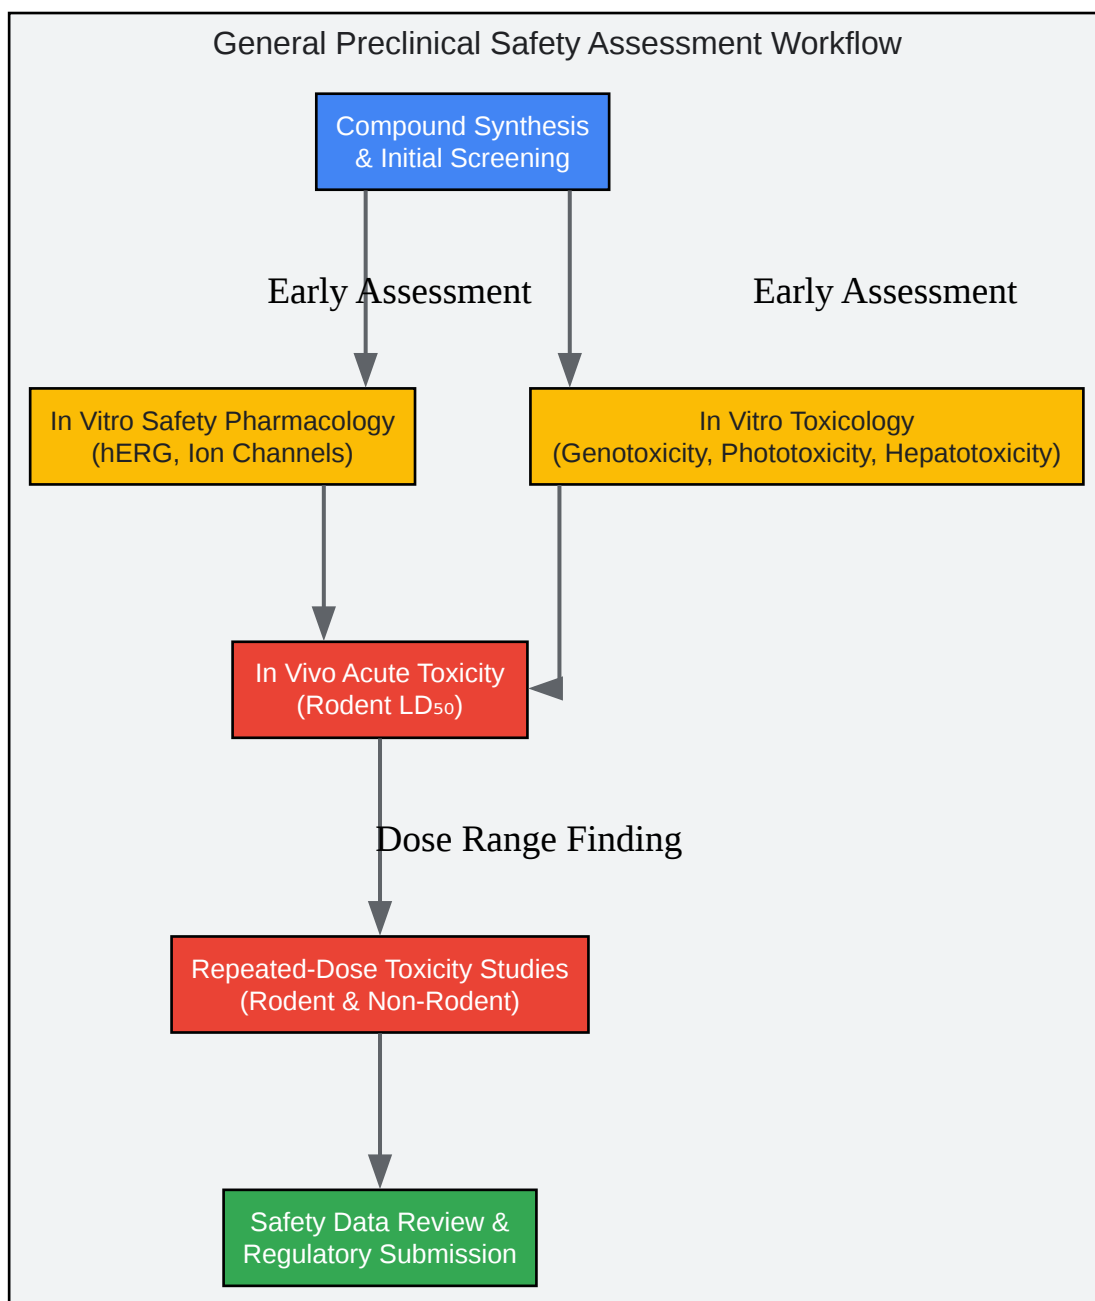 General Preclinical Safety Assessment Workflow
Compound Synthesis
& Initial Screening
Early Assessment
Early Assessment
In Vitro Safety Pharmacology
(hERG, Ion Channels)
In Vitro Toxicology
(Genotoxicity, Phototoxicity, Hepatotoxicity)
In Vivo Acute Toxicity
(Rodent LD₅₀)
Dose Range Finding
Repeated-Dose Toxicity Studies
(Rodent & Non-Rodent)
Safety Data Review &
Regulatory Submission